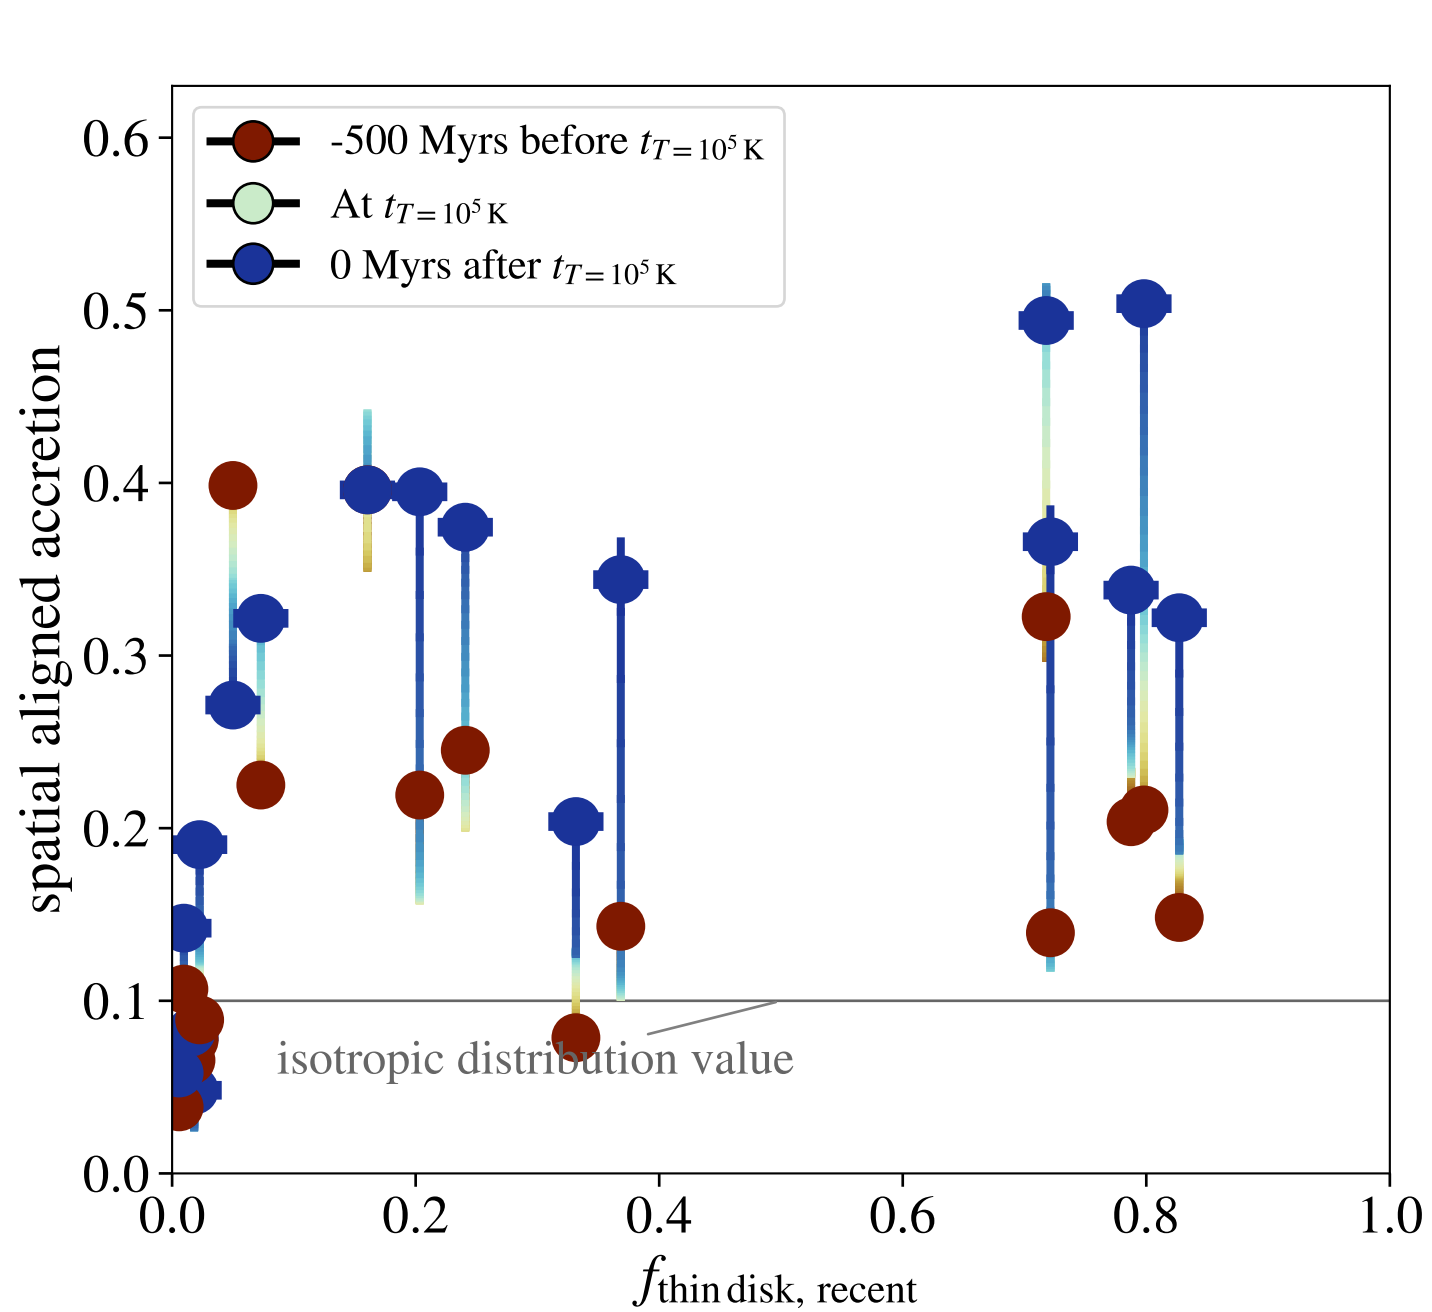 -500 Myrs before t_{T=10^5 K}
At t_{T=10^5 K}
0 Myrs after t_{T=10^5 K}
0.6
0.5
0.4
0.3
0.2
0.1
0.0
spatial aligned accretion
isotropic distribution value
0.0 0.2 0.4 0.6 0.8 1.0
f_{thin disk, recent}